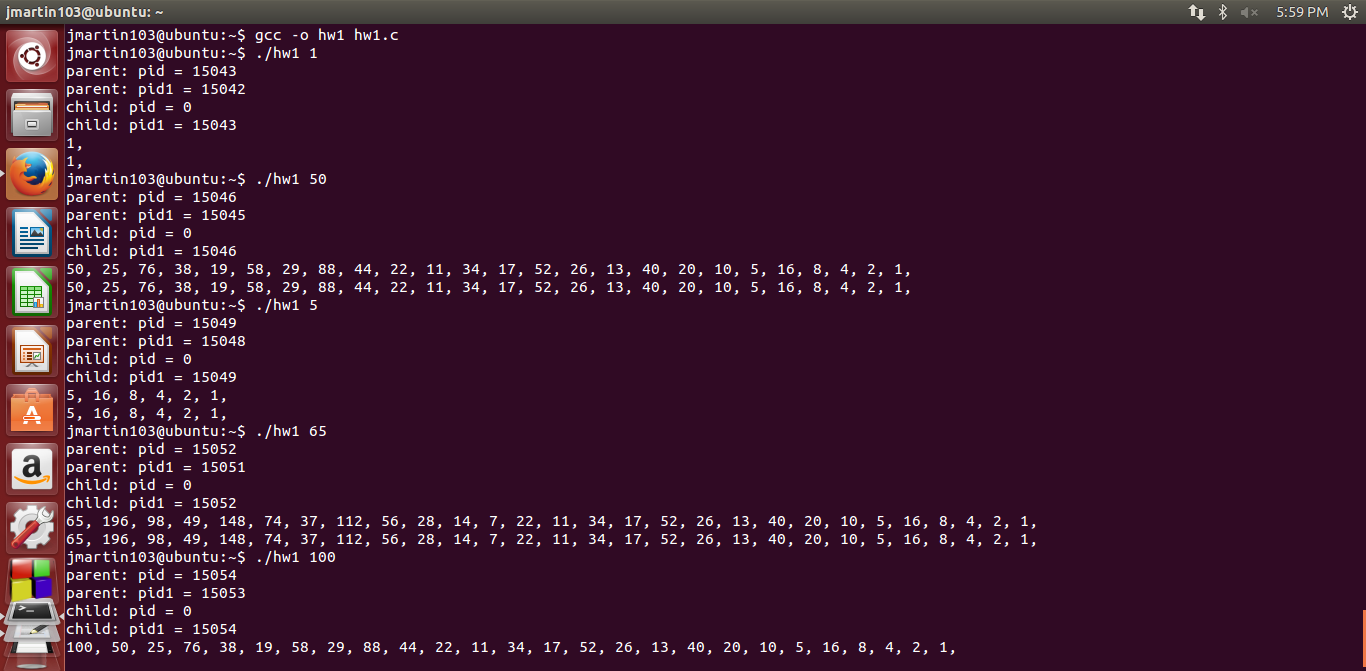 jmartin103@ubuntu: ~
5:59 PM
jmartin103@ubuntu:~$ gcc -o hw1 hw1.c
jmartin103@ubuntu:~$ ./hw1 1
parent: pid = 15043
parent: pid1 = 15042
child: pid = 0
child: pid1 = 15043
1,
1,
jmartin103@ubuntu:~$ ./hw1 50
parent: pid = 15046
parent: pid1 = 15045
child: pid = 0
child: pid1 = 15046
50, 25, 76, 38, 19, 58, 29, 88, 44, 22, 11, 34, 17, 52, 26, 13, 40, 20, 10, 5, 16, 8, 4, 2, 1,
50, 25, 76, 38, 19, 58, 29, 88, 44, 22, 11, 34, 17, 52, 26, 13, 40, 20, 10, 5, 16, 8, 4, 2, 1,
jmartin103@ubuntu:~$ ./hw1 5
parent: pid = 15049
parent: pid1 = 15048
child: pid = 0
child: pid1 = 15049
5, 16, 8, 4, 2, 1,
5, 16, 8, 4, 2, 1,
jmartin103@ubuntu:~$ ./hw1 65
parent: pid = 15052
parent: pid1 = 15051
child: pid = 0
child: pid1 = 15052
65, 196, 98, 49, 148, 74, 37, 112, 56, 28, 14, 7, 22, 11, 34, 17, 52, 26, 13, 40, 20, 10, 5, 16, 8, 4, 2, 1,
65, 196, 98, 49, 148, 74, 37, 112, 56, 28, 14, 7, 22, 11, 34, 17, 52, 26, 13, 40, 20, 10, 5, 16, 8, 4, 2, 1,
jmartin103@ubuntu:~$ ./hw1 100
parent: pid = 15054
parent: pid1 = 15053
child: pid = 0
child: pid1 = 15054
100, 50, 25, 76, 38, 19, 58, 29, 88, 44, 22, 11, 34, 17, 52, 26, 13, 40, 20, 10, 5, 16, 8, 4, 2, 1,